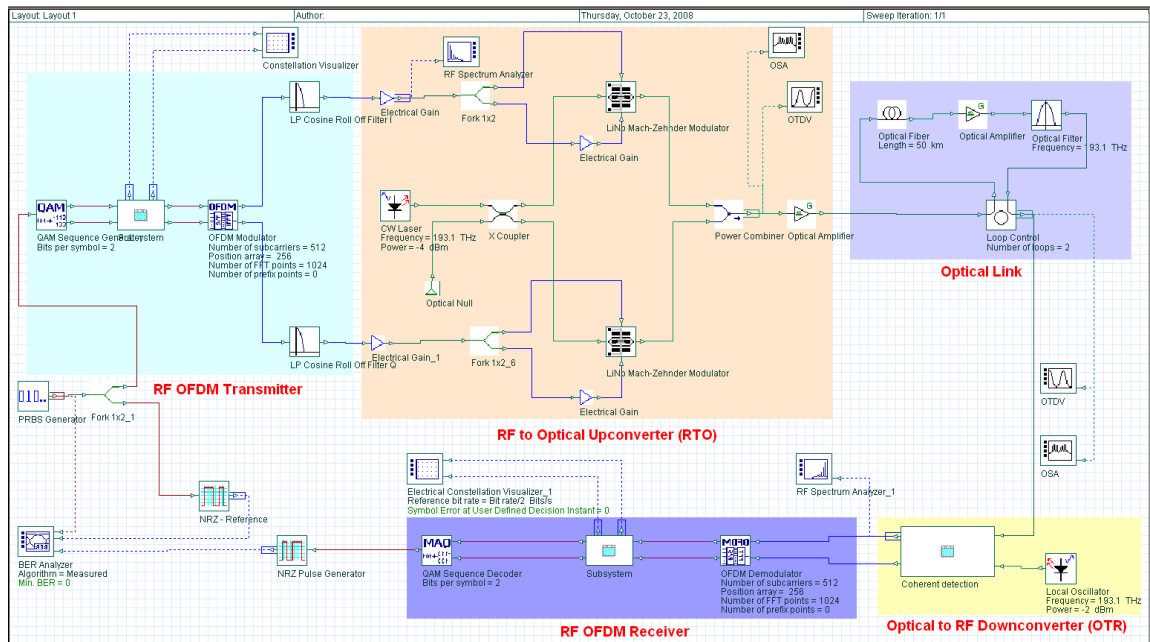 Layout: Layout 1
Author:
Thursday, October 23, 2008
Sweep Iteration: 1/1
Constellation Visualizer
RF Spectrum Analyzer
OSA
OTDV
LP Cosine Roll Off Filter I
Electrical Gain
Fork 1x2
LiNb Mach-Zehnder Modulator
Electrical Gain
Optical Fiber
Length = 50 km
Optical Amplifier
Optical Filter
Frequency = 193.1 THz
QAM
QAM Sequence Generator
Bits per symbol = 2
Subsystem
OFDM
OFDM Modulator
Number of subcarriers = 512
Position array = 256
Number of FFT points = 1024
Number of prefix points = 0
CW Laser
Frequency = 193.1 THz
Power = -4 dBm
X Coupler
Optical Null
Power Combiner
Optical Amplifier
Loop Control
Number of loops = 2
Optical Link
LP Cosine Roll Off Filter Q
Electrical Gain_1
Fork 1x2_6
LiNb Mach-Zehnder Modulator
Electrical Gain
RF OFDM Transmitter
PRBS Generator
Fork 1x2_1
RF to Optical Upconverter (RTO)
OTDV
OSA
NRZ - Reference
Electrical Constellation Visualizer_1
Reference bit rate = Bit rate/2 Bits/s
Symbol Error at User Defined Decision Instant = 0
RF Spectrum Analyzer_1
BER Analyzer
Algorithm = Measured
Min. BER = 0
NRZ Pulse Generator
QAM Sequence Decoder
Bits per symbol = 2
Subsystem
OFDM Demodulator
Number of subcarriers = 512
Position array = 256
Number of FFT points = 1024
Number of prefix points = 0
Coherent detection
Local Oscillator
Frequency = 193.1 THz
Power = -2 dBm
RF OFDM Receiver
Optical to RF Downconverter (OTR)